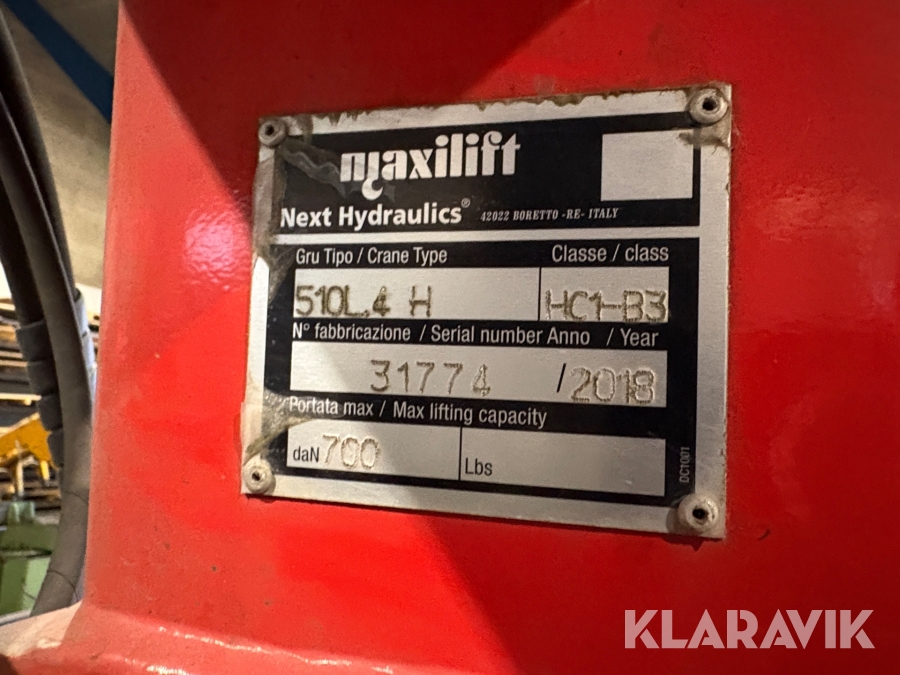 maxilift
Next Hydraulics® 42022 BORETTO -RE- ITALY
Gru Tipo / Crane Type Classe / class
510L.4 H HC1-B3
N° fabbricazione / Serial number Anno / Year
31774 /2018
Portata max / Max lifting capacity
daN 700 Lbs
DC1001
KLARAVIK